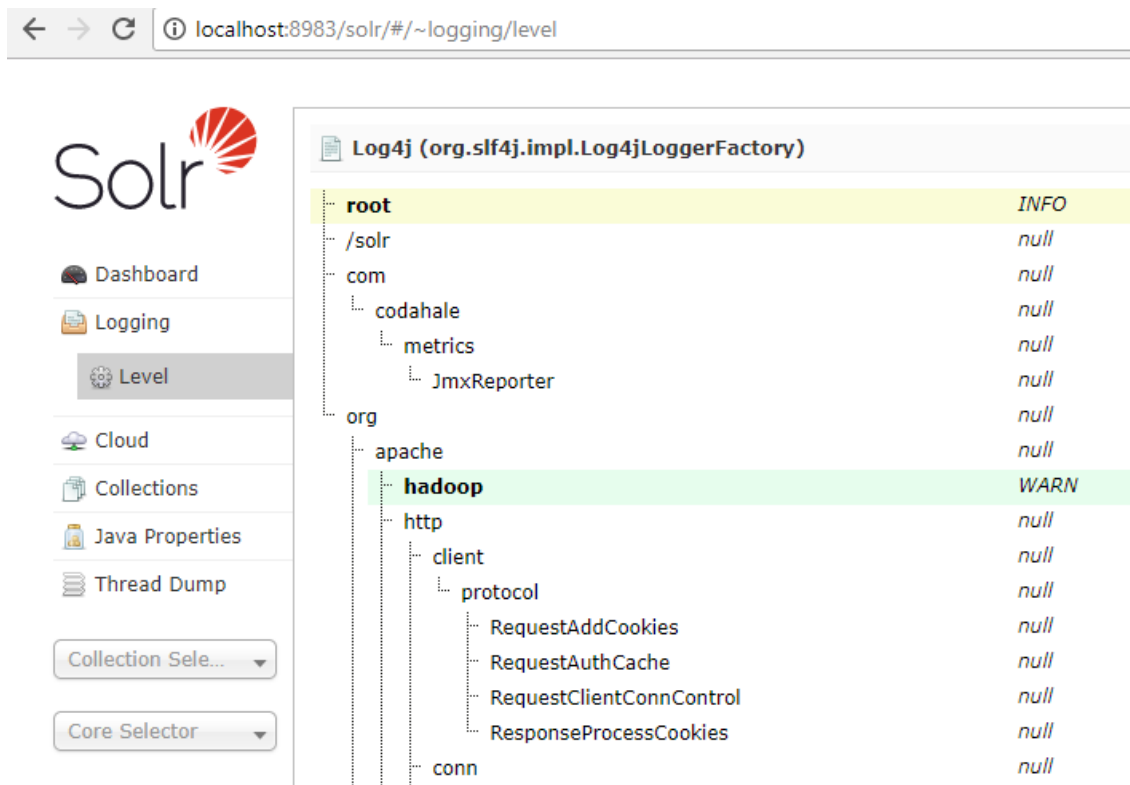 localhost:8983/solr/#/~logging/level
Solr
Dashboard
Logging
Level
Cloud
Collections
Java Properties
Thread Dump
Collection Sele...
Core Selector
Log4j (org.slf4j.impl.Log4jLoggerFactory)
root INFO
/solr null
com null
codahale null
metrics null
JmxReporter null
org null
apache null
hadoop WARN
http null
client null
protocol null
RequestAddCookies null
RequestAuthCache null
RequestClientConnControl null
ResponseProcessCookies null
conn null